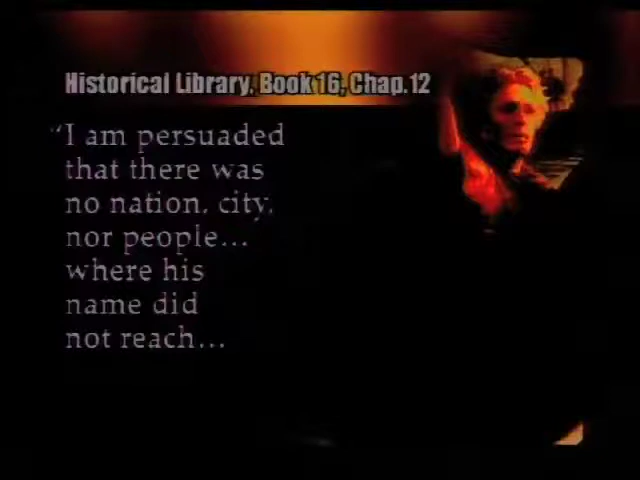 Historical Library, Book 16, Chap.12
“I am persuaded
that there was
no nation, city,
nor people...
where his
name did
not reach...